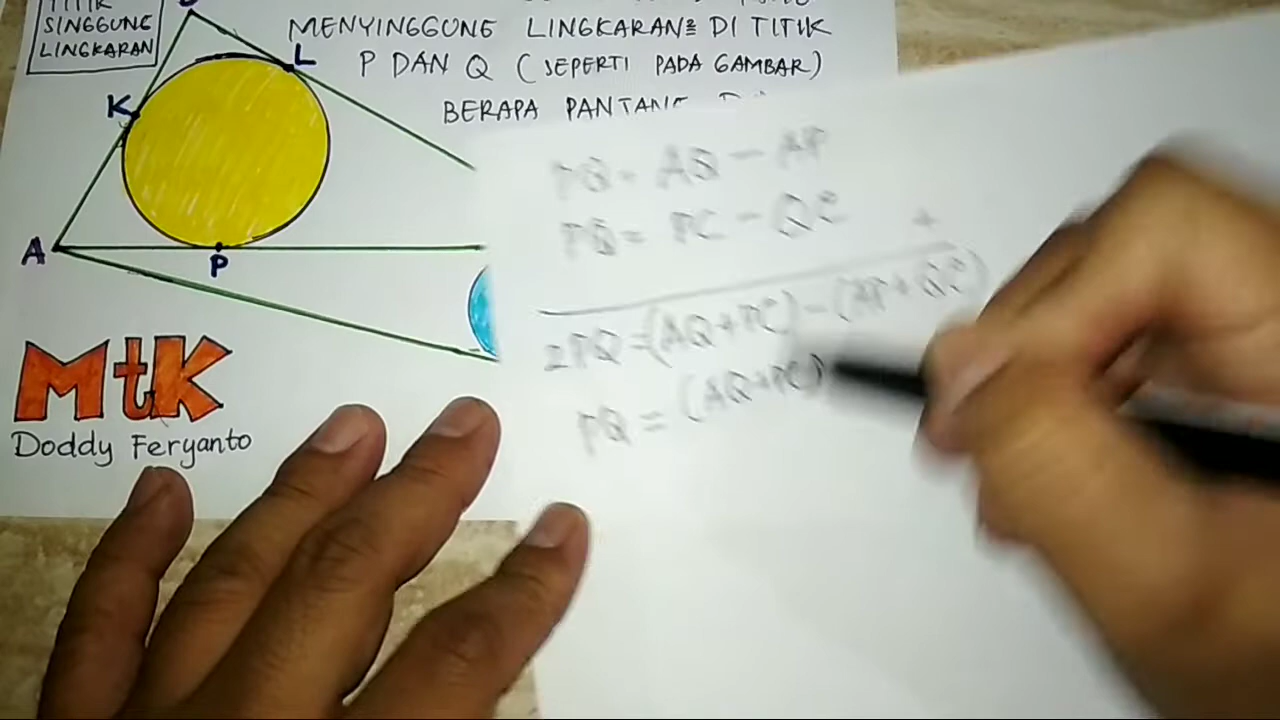 TITIK
SINGGUNG
LINGKARAN
MENYINGGUNG LINGKARAN² DI TITIK
P DAN Q (SEPERTI PADA GAMBAR)
BERAPA PANTANG
L
K
A
P
PQ = AQ - AP
PQ = PC - QC
+
2PQ = (AQ+PC) - (AP+QC)
PQ = (AQ+PC)
MtK
Doddy Feryanto